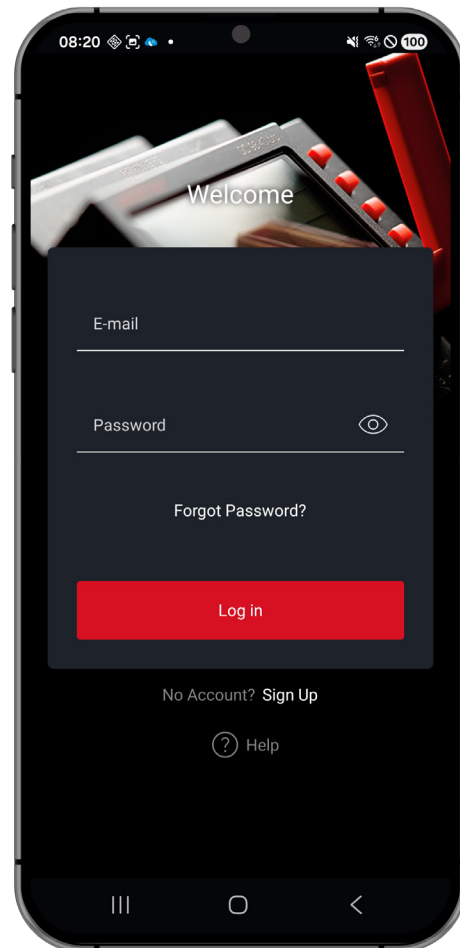 08:20 100
Welcome
E-mail
Password
Forgot Password?
Log in
No Account? Sign Up
? Help